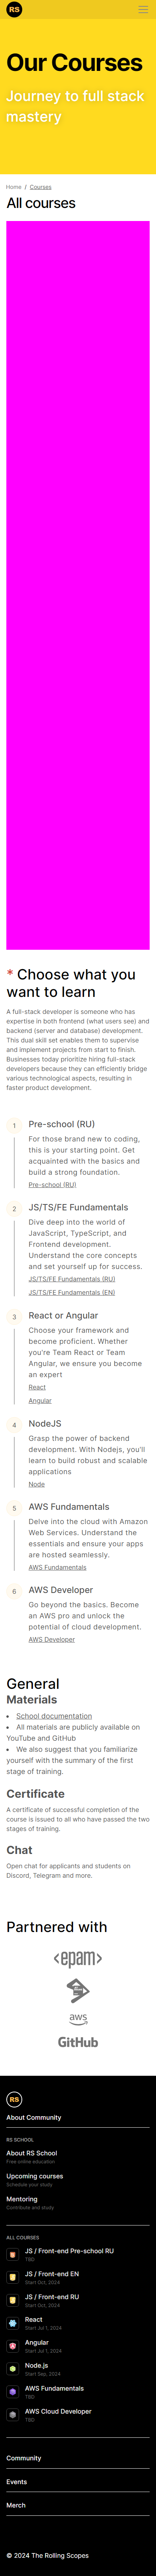 RS
Our Courses
Journey to full stack
mastery
Home / Courses
All courses
* Choose what you
want to learn
A full-stack developer is someone who has
expertise in both frontend (what users see) and
backend (server and database) development.
This dual skill set enables them to supervise
and implement projects from start to finish.
Businesses today prioritize hiring full-stack
developers because they can efficiently bridge
various technological aspects, resulting in
faster product development.
1
Pre-school (RU)
For those brand new to coding,
this is your starting point. Get
acquainted with the basics and
build a strong foundation.
Pre-school (RU)
2
JS/TS/FE Fundamentals
Dive deep into the world of
JavaScript, TypeScript, and
Frontend development.
Understand the core concepts
and set yourself up for success.
JS/TS/FE Fundamentals (RU)
JS/TS/FE Fundamentals (EN)
3
React or Angular
Choose your framework and
become proficient. Whether
you're Team React or Team
Angular, we ensure you become
an expert
React
Angular
4
NodeJS
Grasp the power of backend
development. With Nodejs, you'll
learn to build robust and scalable
applications
Node
5
AWS Fundamentals
Delve into the cloud with Amazon
Web Services. Understand the
essentials and ensure your apps
are hosted seamlessly.
AWS Fundamentals
6
AWS Developer
Go beyond the basics. Become
an AWS pro and unlock the
potential of cloud development.
AWS Developer
General
Materials
• School documentation
• All materials are publicly available on
YouTube and GitHub
• We also suggest that you familiarize
yourself with the summary of the first
stage of training.
Certificate
A certificate of successful completion of the
course is issued to all who have passed the two
stages of training.
Chat
Open chat for applicants and students on
Discord, Telegram and more.
Partnered with
<epam>
aws
GitHub
RS
About Community
RS SCHOOL
About RS School
Free online education
Upcoming courses
Schedule your study
Mentoring
Contribute and study
ALL COURSES
JS / Front-end Pre-school RU
TBD
JS / Front-end EN
Start Oct, 2024
JS / Front-end RU
Start Oct, 2024
React
Start Jul 1, 2024
Angular
Start Jul 1, 2024
Node.js
Start Sep, 2024
AWS Fundamentals
TBD
AWS Cloud Developer
TBD
Community
Events
Merch
© 2024 The Rolling Scopes